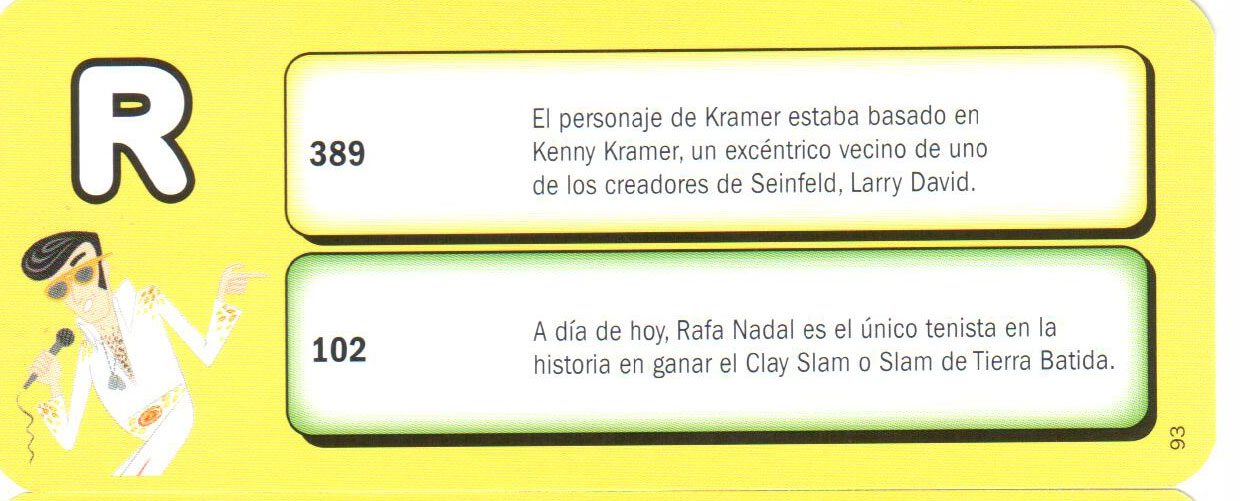 R
389
El personaje de Kramer estaba basado en
Kenny Kramer, un excéntrico vecino de uno
de los creadores de Seinfeld, Larry David.
102
A día de hoy, Rafa Nadal es el único tenista en la
historia en ganar el Clay Slam o Slam de Tierra Batida.
93